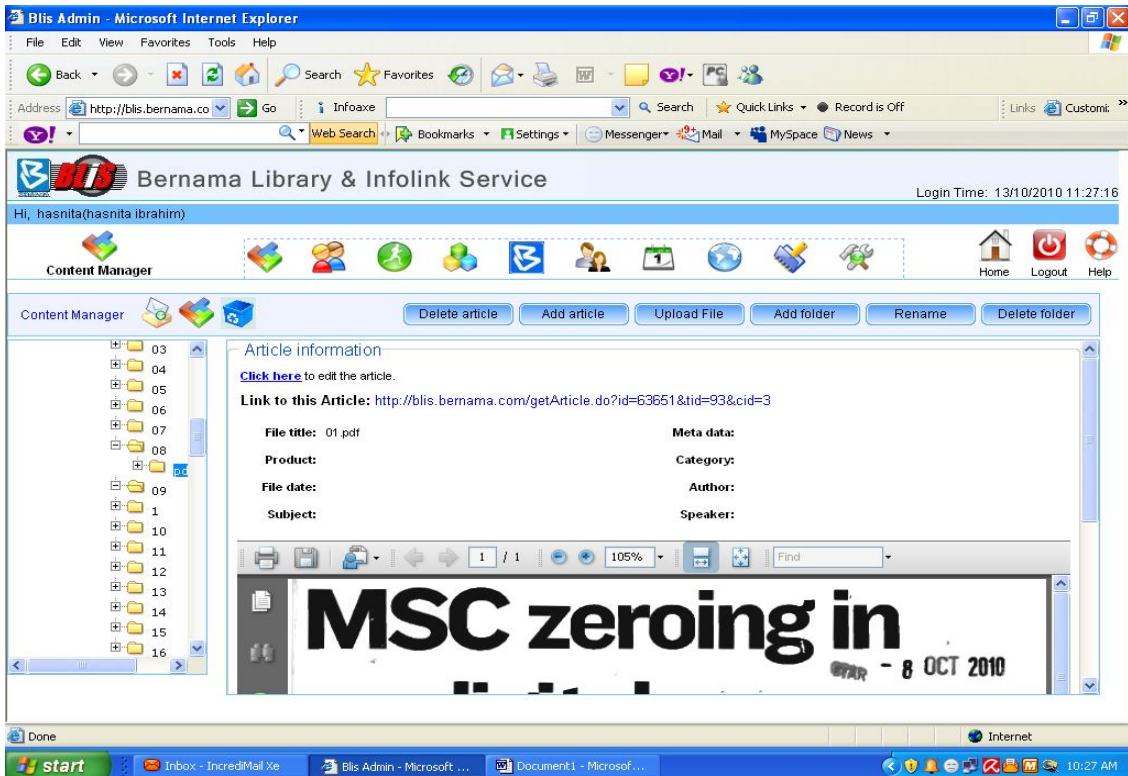 Blis Admin - Microsoft Internet Explorer
File Edit View Favorites Tools Help
Back Search Favorites
Address http://blis.bernama.co Go Infoaxe Search Quick Links Record is Off Links Customi:
Web Search Bookmarks Settings Messenger Mail MySpace News
BLIS Bernama Library & Infolink Service
Login Time: 13/10/2010 11:27:16
Hi, hasnita(hasnita ibrahim)
Content Manager Home Logout Help
Content Manager Delete article Add article Upload File Add folder Rename Delete folder
03
04
05
06
07
08
pd
09
1
10
11
12
13
14
15
16
Article information
Click here to edit the article.
Link to this Article: http://blis.bernama.com/getArticle.do?id=63651&tid=93&cid=3
File title: 01.pdf Meta data:
Product: Category:
File date: Author:
Subject: Speaker:
1 / 1 105% Find
MSC zeroing in
STAR - 8 OCT 2010
Done Internet
start Inbox - IncrediMail Xe Blis Admin - Microsoft ... Document1 - Microsof... 10:27 AM